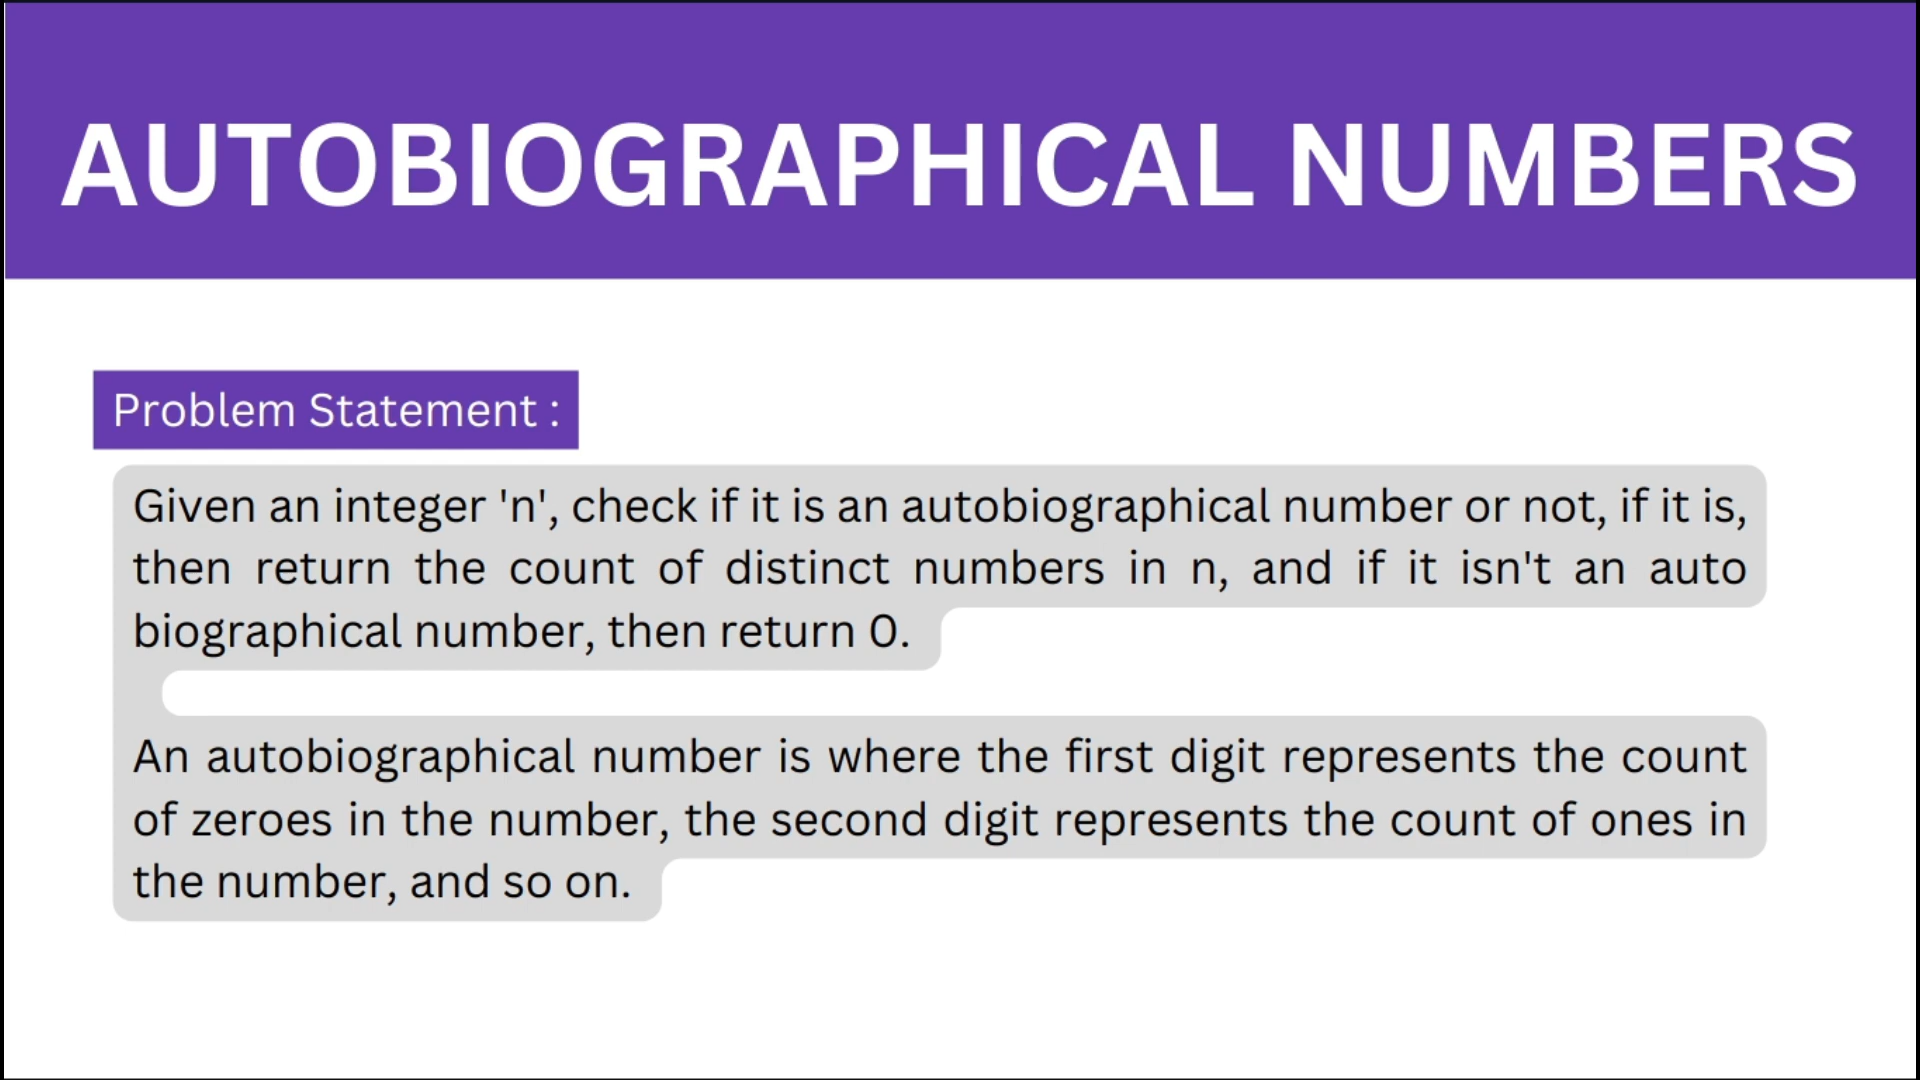 AUTOBIOGRAPHICAL NUMBERS
Problem Statement :
Given an integer 'n', check if it is an autobiographical number or not, if it is,
then return the count of distinct numbers in n, and if it isn't an auto
biographical number, then return 0.
An autobiographical number is where the first digit represents the count
of zeroes in the number, the second digit represents the count of ones in
the number, and so on.